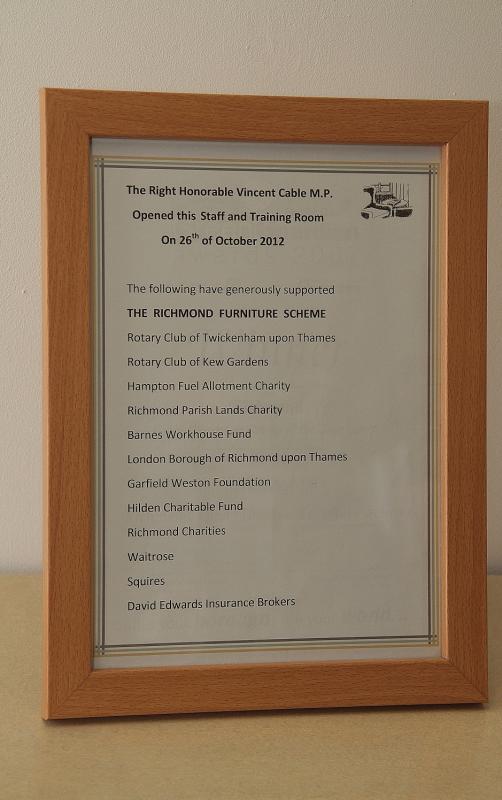 The Right Honorable Vincent Cable M.P.
Opened this Staff and Training Room
On 26th of October 2012
The following have generously supported
THE RICHMOND FURNITURE SCHEME
Rotary Club of Twickenham upon Thames
Rotary Club of Kew Gardens
Hampton Fuel Allotment Charity
Richmond Parish Lands Charity
Barnes Workhouse Fund
London Borough of Richmond upon Thames
Garfield Weston Foundation
Hilden Charitable Fund
Richmond Charities
Waitrose
Squires
David Edwards Insurance Brokers